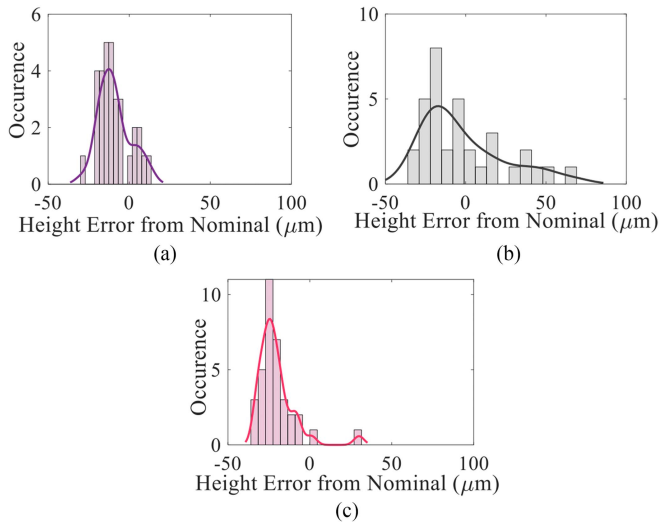 6
4
2
0
Occurence
-50 0 50 100
Height Error from Nominal (μm)
(a)
10
5
0
Occurence
-50 0 50 100
Height Error from Nominal (μm)
(b)
10
5
0
Occurence
-50 0 50 100
Height Error from Nominal (μm)
(c)